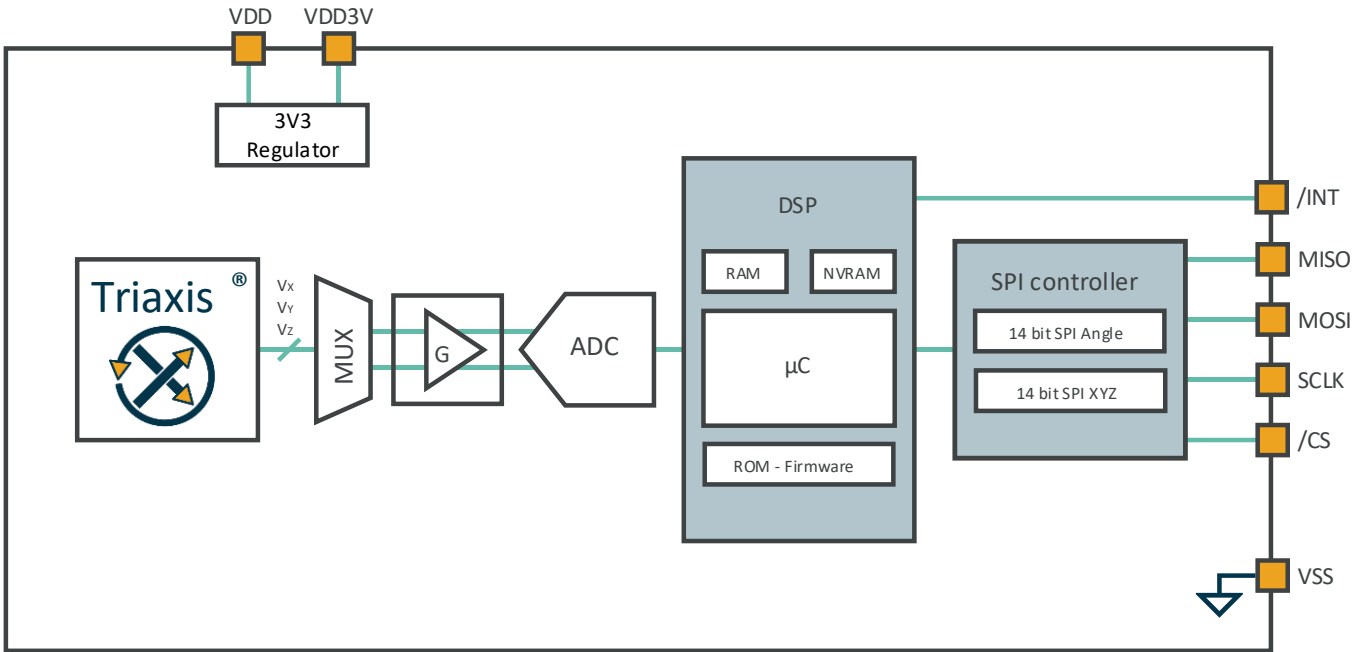 VDD
VDD3V
3V3
Regulator
Triaxis ®
VX
VY
VZ
MUX
G
ADC
DSP
RAM
NVRAM
µC
ROM - Firmware
SPI controller
14 bit SPI Angle
14 bit SPI XYZ
/INT
MISO
MOSI
SCLK
/CS
VSS